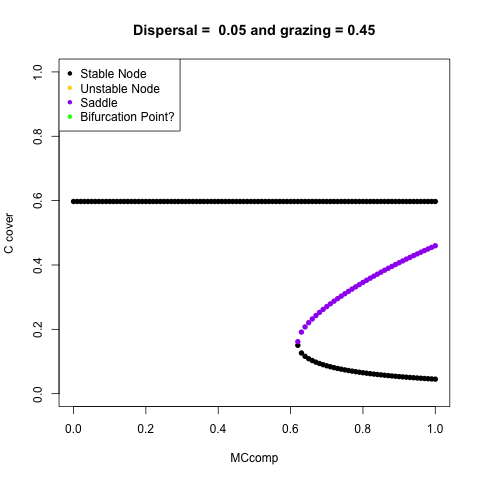 Dispersal =  0.05 and grazing = 0.45
Stable Node
Unstable Node
Saddle
Bifurcation Point?
1.0
0.8
0.6
0.4
0.2
0.0
C cover
0.0 0.2 0.4 0.6 0.8 1.0
MCcomp